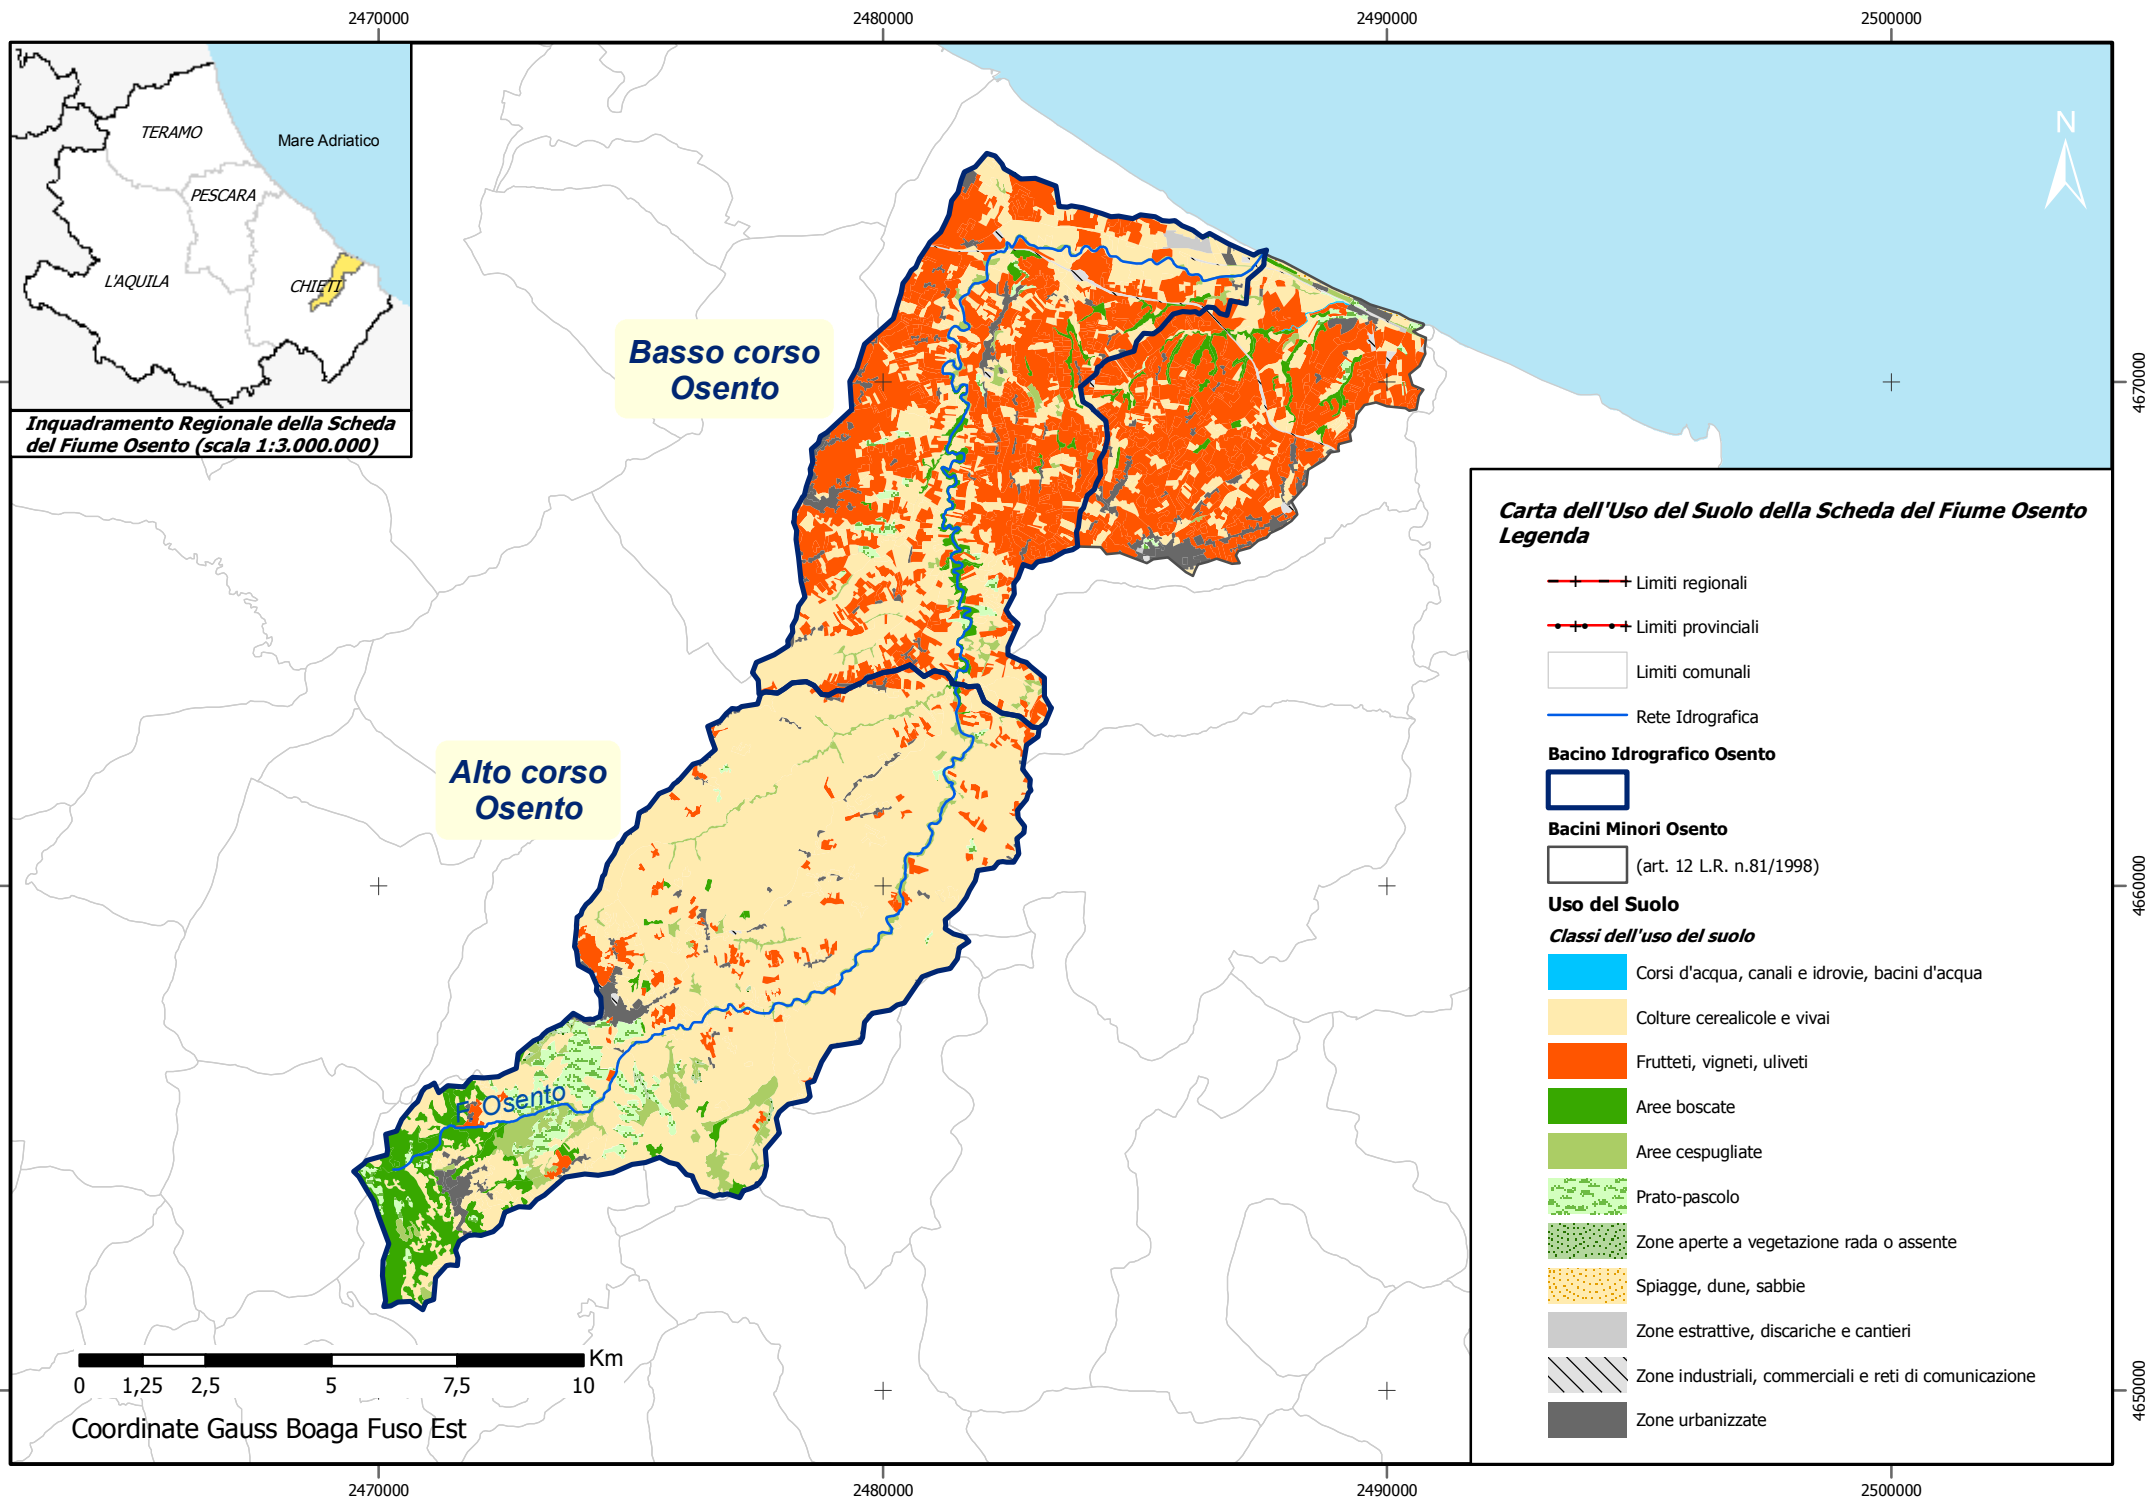 2470000
2480000
2490000
2500000
TERAMO
Mare Adriatico
PESCARA
L'AQUILA
CHIETI
Inquadramento Regionale della Scheda
del Fiume Osento (scala 1:3.000.000)
N
Basso corso
Osento
4670000
Alto corso
Osento
4660000
F. Osento
4650000
Carta dell'Uso del Suolo della Scheda del Fiume Osento
Legenda
Limiti regionali
Limiti provinciali
Limiti comunali
Rete Idrografica
Bacino Idrografico Osento
Bacini Minori Osento
(art. 12 L.R. n.81/1998)
Uso del Suolo
Classi dell'uso del suolo
Corsi d'acqua, canali e idrovie, bacini d'acqua
Colture cerealicole e vivai
Frutteti, vigneti, uliveti
Aree boscate
Aree cespugliate
Prato-pascolo
Zone aperte a vegetazione rada o assente
Spiagge, dune, sabbie
Zone estrattive, discariche e cantieri
Zone industriali, commerciali e reti di comunicazione
Zone urbanizzate
Km
0 1,25 2,5 5 7,5 10
Coordinate Gauss Boaga Fuso Est
2470000
2480000
2490000
2500000